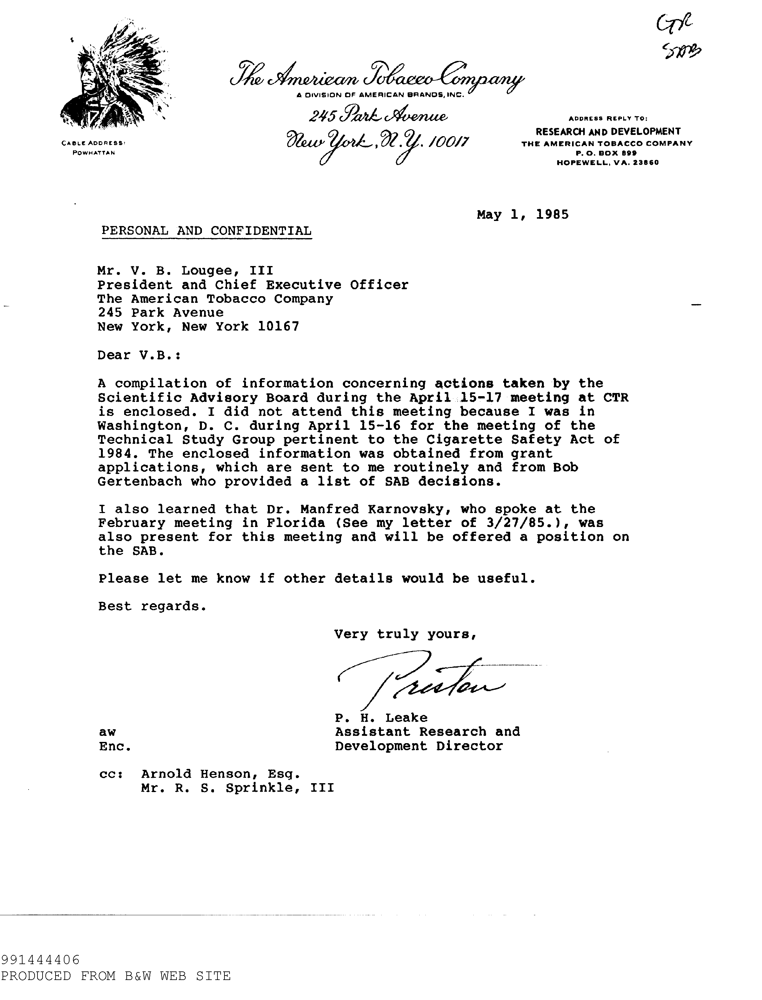 CTR
SAB
The American Tobacco Company
A DIVISION OF AMERICAN BRANDS, INC.
245 Park Avenue
New York, N.Y. 10017
CABLE ADDRESS:
POWHATTAN
ADDRESS REPLY TO:
RESEARCH AND DEVELOPMENT
THE AMERICAN TOBACCO COMPANY
P. O. BOX 899
HOPEWELL, VA. 23860
May 1, 1985
PERSONAL AND CONFIDENTIAL
Mr. V. B. Lougee, III
President and Chief Executive Officer
The American Tobacco Company
245 Park Avenue
New York, New York 10167
Dear V.B.:
A compilation of information concerning actions taken by the
Scientific Advisory Board during the April 15-17 meeting at CTR
is enclosed. I did not attend this meeting because I was in
Washington, D. C. during April 15-16 for the meeting of the
Technical Study Group pertinent to the Cigarette Safety Act of
1984. The enclosed information was obtained from grant
applications, which are sent to me routinely and from Bob
Gertenbach who provided a list of SAB decisions.
I also learned that Dr. Manfred Karnovsky, who spoke at the
February meeting in Florida (See my letter of 3/27/85.), was
also present for this meeting and will be offered a position on
the SAB.
Please let me know if other details would be useful.
Best regards.
Very truly yours,
Preston
P. H. Leake
aw Assistant Research and
Enc. Development Director
cc: Arnold Henson, Esq.
Mr. R. S. Sprinkle, III
991444406
PRODUCED FROM B&W WEB SITE